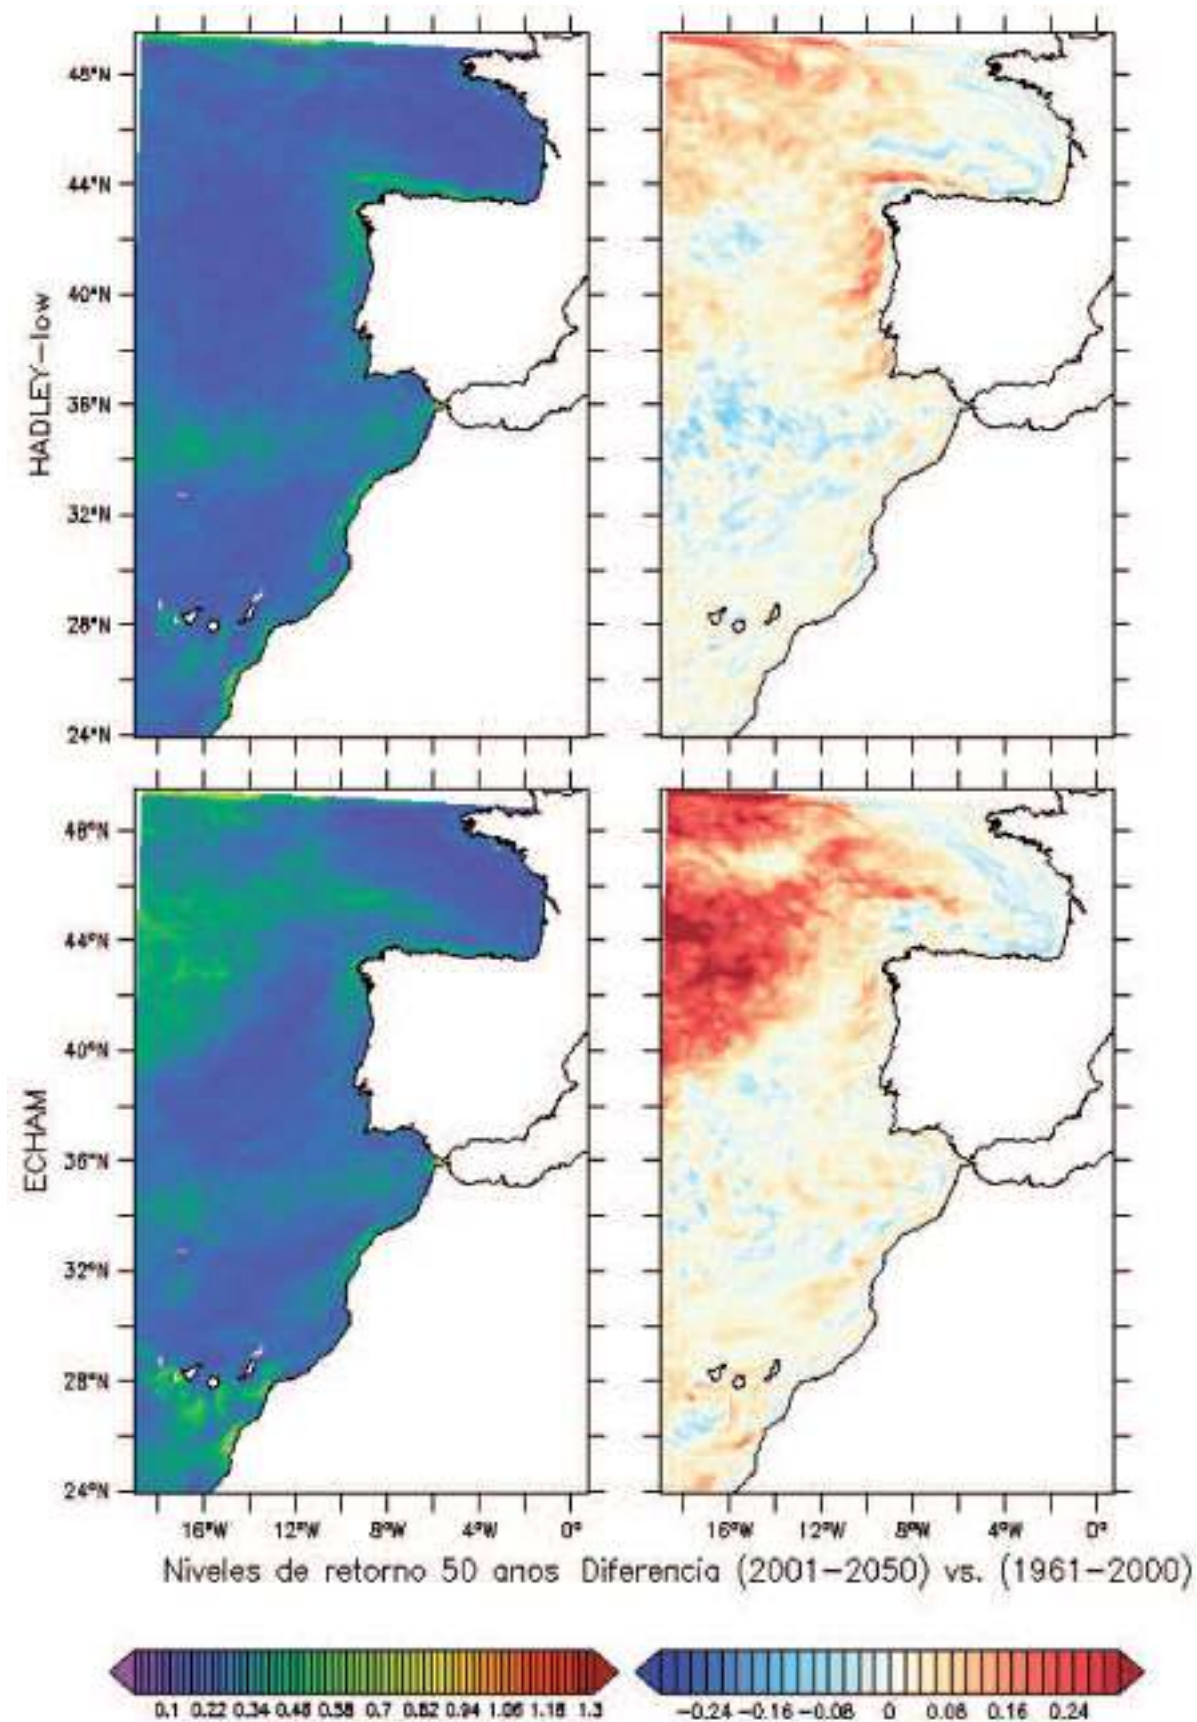 HADLEY-low
48°N
44°N
40°N
36°N
32°N
28°N
24°N
ECHAM
48°N
44°N
40°N
36°N
32°N
28°N
24°N
16°W 12°W 8°W 4°W 0° 16°W 12°W 8°W 4°W 0°
Niveles de retorno 50 anos Diferencia (2001-2050) vs. (1961-2000)
0.1 0.22 0.34 0.46 0.58 0.7 0.82 0.94 1.06 1.18 1.3 -0.24 -0.16 -0.08 0 0.08 0.16 0.24